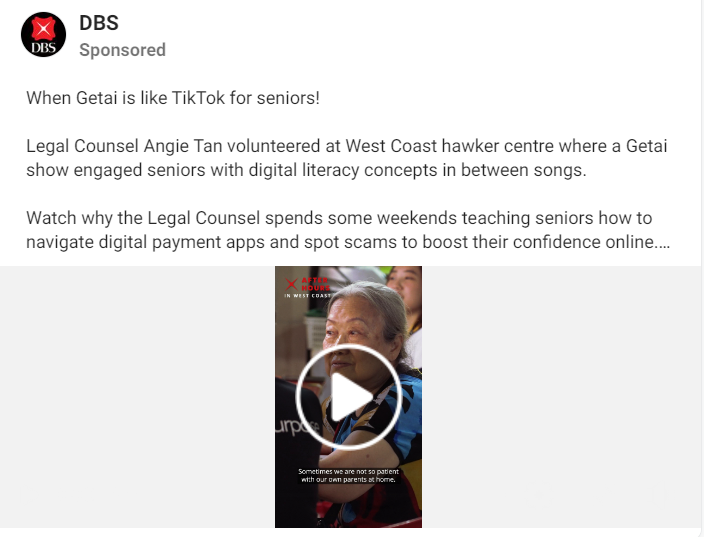 DBS
DBS
Sponsored
When Getai is like TikTok for seniors!
Legal Counsel Angie Tan volunteered at West Coast hawker centre where a Getai
show engaged seniors with digital literacy concepts in between songs.
Watch why the Legal Counsel spends some weekends teaching seniors how to
navigate digital payment apps and spot scams to boost their confidence online....
AFTER
HOURS
IN WEST COAST
Sometimes we are not so patient
with our own parents at home.